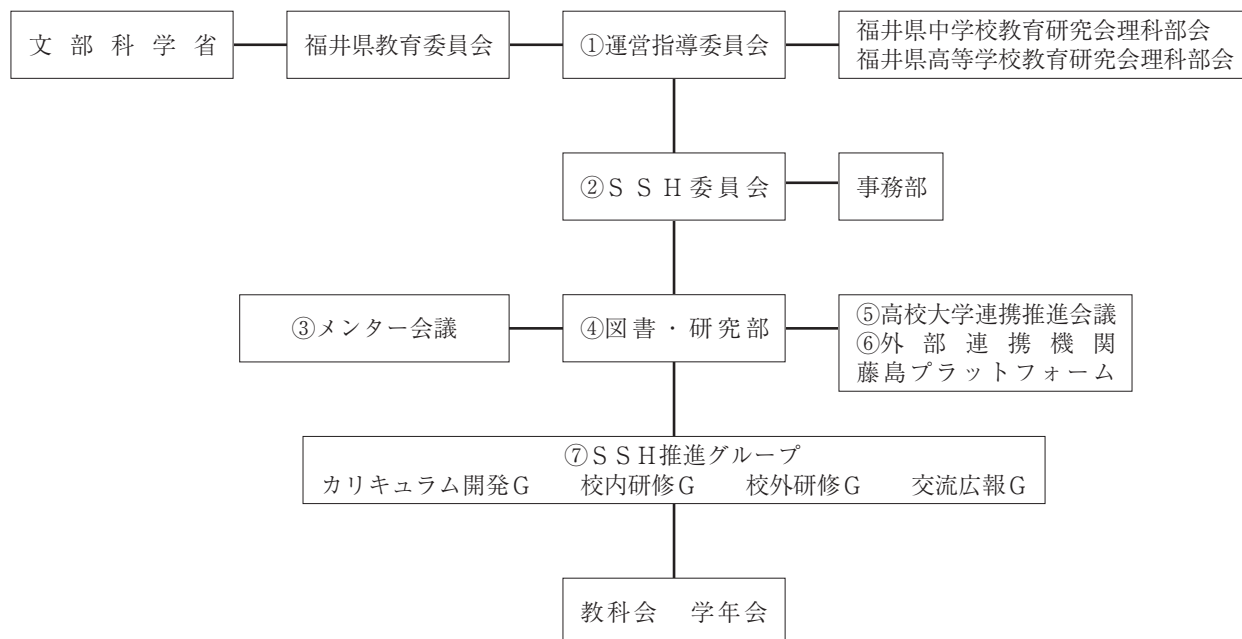 文部科学省
福井県教育委員会
①運営指導委員会
福井県中学校教育研究会理科部会
福井県高等学校教育研究会理科部会
②ＳＳＨ委員会
事務部
③メンター会議
④図書・研究部
⑤高校大学連携推進会議
⑥外部連携機関
藤島プラットフォーム
⑦ＳＳＨ推進グループ
カリキュラム開発Ｇ　校内研修Ｇ　校外研修Ｇ　交流広報Ｇ
教科会　学年会